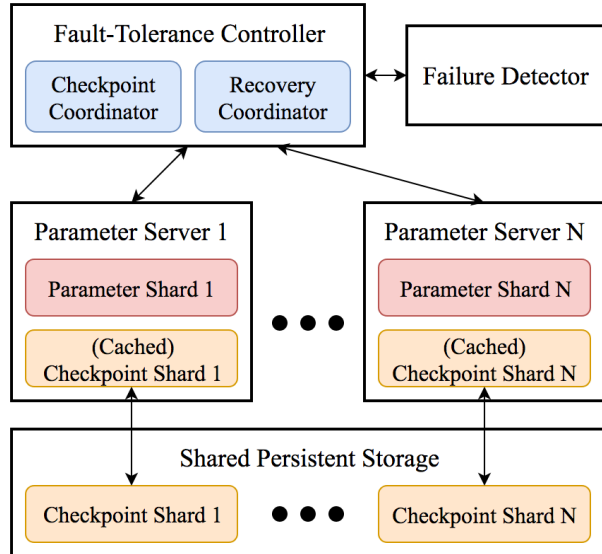 Fault-Tolerance Controller
Checkpoint
Coordinator
Recovery
Coordinator
Failure Detector
Parameter Server 1
Parameter Shard 1
(Cached)
Checkpoint Shard 1
Parameter Server N
Parameter Shard N
(Cached)
Checkpoint Shard N
Shared Persistent Storage
Checkpoint Shard 1
Checkpoint Shard N